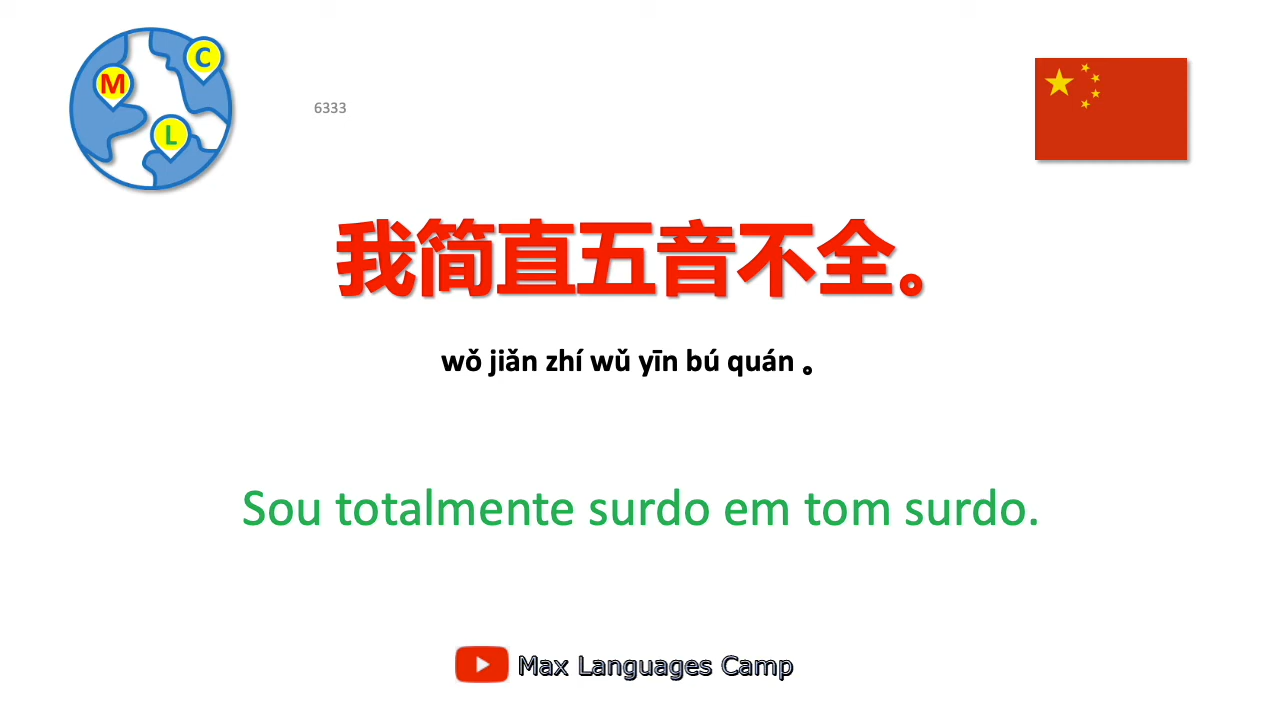 M
C
L
6333
我简直五音不全。
wǒ jiǎn zhí wǔ yīn bú quán 。
Sou totalmente surdo em tom surdo.
Max Languages Camp